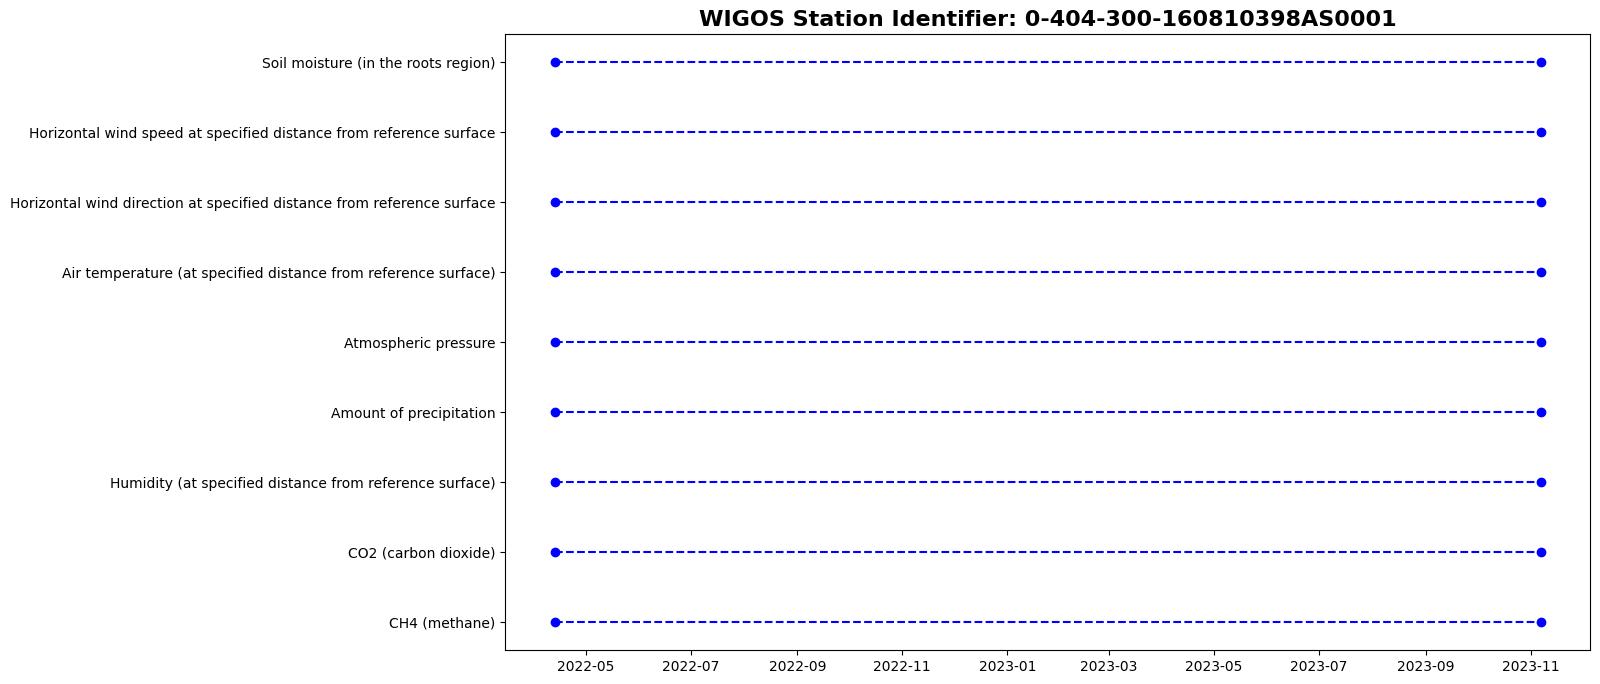 WIGOS Station Identifier: 0-404-300-160810398AS0001
Soil moisture (in the roots region)
Horizontal wind speed at specified distance from reference surface
Horizontal wind direction at specified distance from reference surface
Air temperature (at specified distance from reference surface)
Atmospheric pressure
Amount of precipitation
Humidity (at specified distance from reference surface)
CO2 (carbon dioxide)
CH4 (methane)
2022-05 2022-07 2022-09 2022-11 2023-01 2023-03 2023-05 2023-07 2023-09 2023-11